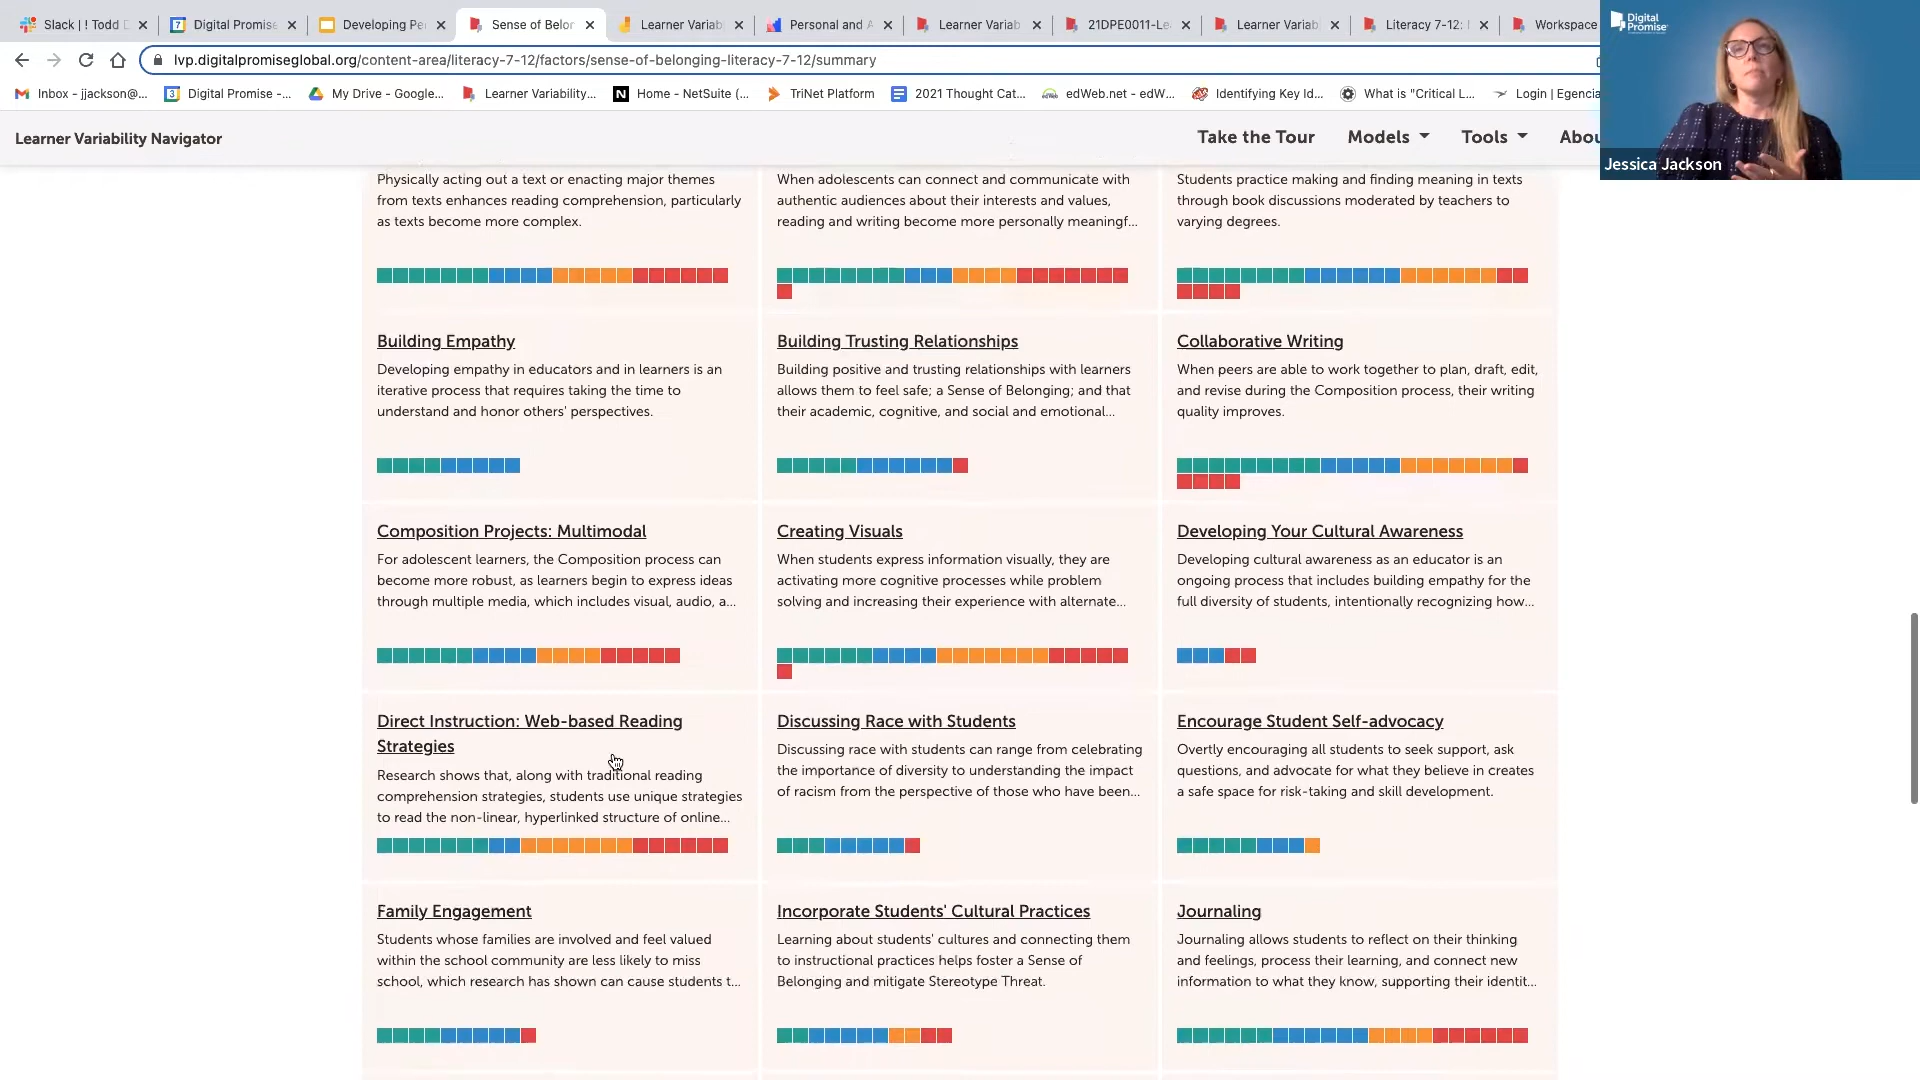 Slack | ! Todd D
Digital Promise
Developing Pe
Sense of Belon
Learner Variab
Personal and A
Learner Variab
21DPE0011-Le
Learner Variab
Literacy 7-12:
Workspace
lvp.digitalpromiseglobal.org/content-area/literacy-7-12/factors/sense-of-belonging-literacy-7-12/summary
Inbox - jjackson@...
Digital Promise -...
My Drive - Google...
Learner Variability...
Home - NetSuite (...
TriNet Platform
2021 Thought Cat...
edWeb.net - edW...
Identifying Key Id...
What is "Critical L...
Login | Egencia
Digital
Promise
Jessica Jackson
Learner Variability Navigator
Take the Tour
Models
Tools
Abou
Physically acting out a text or enacting major themes
from texts enhances reading comprehension, particularly
as texts become more complex.
When adolescents can connect and communicate with
authentic audiences about their interests and values,
reading and writing become more personally meaningf...
Students practice making and finding meaning in texts
through book discussions moderated by teachers to
varying degrees.
Building Empathy
Developing empathy in educators and in learners is an
iterative process that requires taking the time to
understand and honor others' perspectives.
Building Trusting Relationships
Building positive and trusting relationships with learners
allows them to feel safe; a Sense of Belonging; and that
their academic, cognitive, and social and emotional...
Collaborative Writing
When peers are able to work together to plan, draft, edit,
and revise during the Composition process, their writing
quality improves.
Composition Projects: Multimodal
For adolescent learners, the Composition process can
become more robust, as learners begin to express ideas
through multiple media, which includes visual, audio, a...
Creating Visuals
When students express information visually, they are
activating more cognitive processes while problem
solving and increasing their experience with alternate...
Developing Your Cultural Awareness
Developing cultural awareness as an educator is an
ongoing process that includes building empathy for the
full diversity of students, intentionally recognizing how...
Direct Instruction: Web-based Reading
Strategies
Research shows that, along with traditional reading
comprehension strategies, students use unique strategies
to read the non-linear, hyperlinked structure of online...
Discussing Race with Students
Discussing race with students can range from celebrating
the importance of diversity to understanding the impact
of racism from the perspective of those who have been...
Encourage Student Self-advocacy
Overtly encouraging all students to seek support, ask
questions, and advocate for what they believe in creates
a safe space for risk-taking and skill development.
Family Engagement
Students whose families are involved and feel valued
within the school community are less likely to miss
school, which research has shown can cause students t...
Incorporate Students' Cultural Practices
Learning about students' cultures and connecting them
to instructional practices helps foster a Sense of
Belonging and mitigate Stereotype Threat.
Journaling
Journaling allows students to reflect on their thinking
and feelings, process their learning, and connect new
information to what they know, supporting their identit...